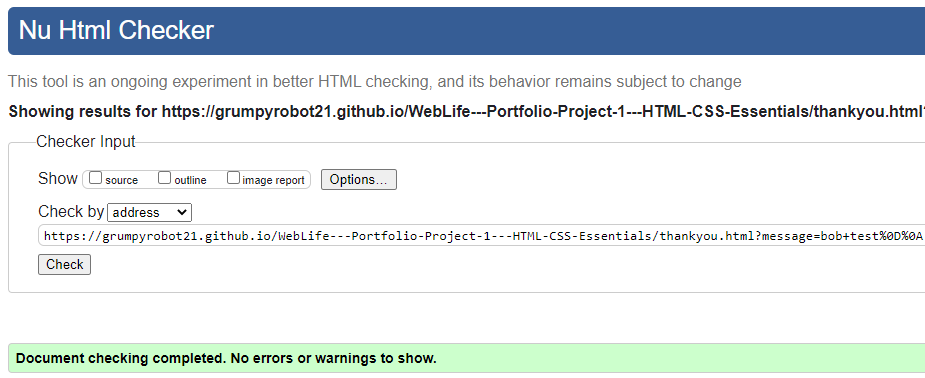 Nu Html Checker
This tool is an ongoing experiment in better HTML checking, and its behavior remains subject to change
Showing results for https://grumpyrobot21.github.io/WebLife---Portfolio-Project-1---HTML-CSS-Essentials/thankyou.html
Checker Input
Show source outline image report Options...
Check by address
https://grumpyrobot21.github.io/WebLife---Portfolio-Project-1---HTML-CSS-Essentials/thankyou.html?message=bob+test%0D%0A
Check
Document checking completed. No errors or warnings to show.